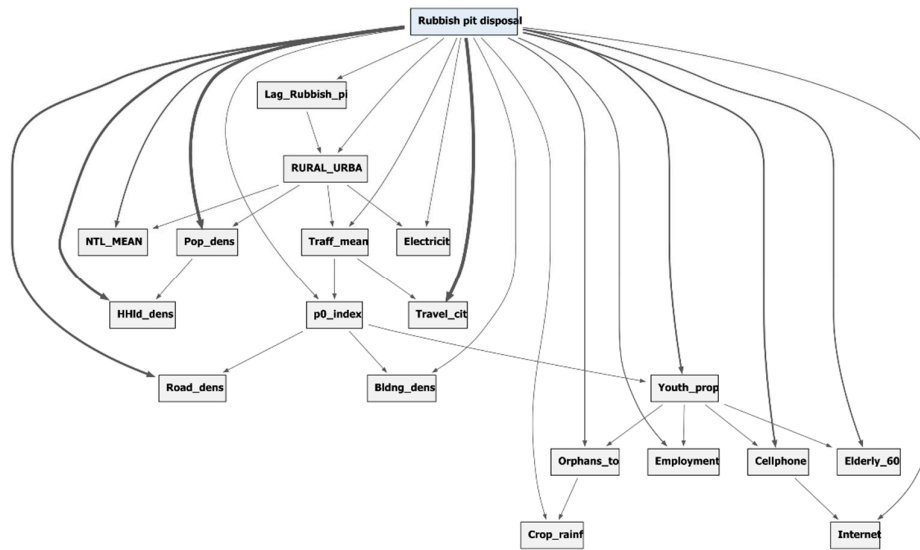 Rubbish pit disposal
Lag_Rubbish_pi
RURAL_URBA
NTL_MEAN
Pop_dens
Traff_mean
Electricit
HHld_dens
p0_index
Travel_cit
Road_dens
Bldng_dens
Youth_prop
Orphans_to
Employment
Cellphone
Elderly_60
Crop_rainf
Internet